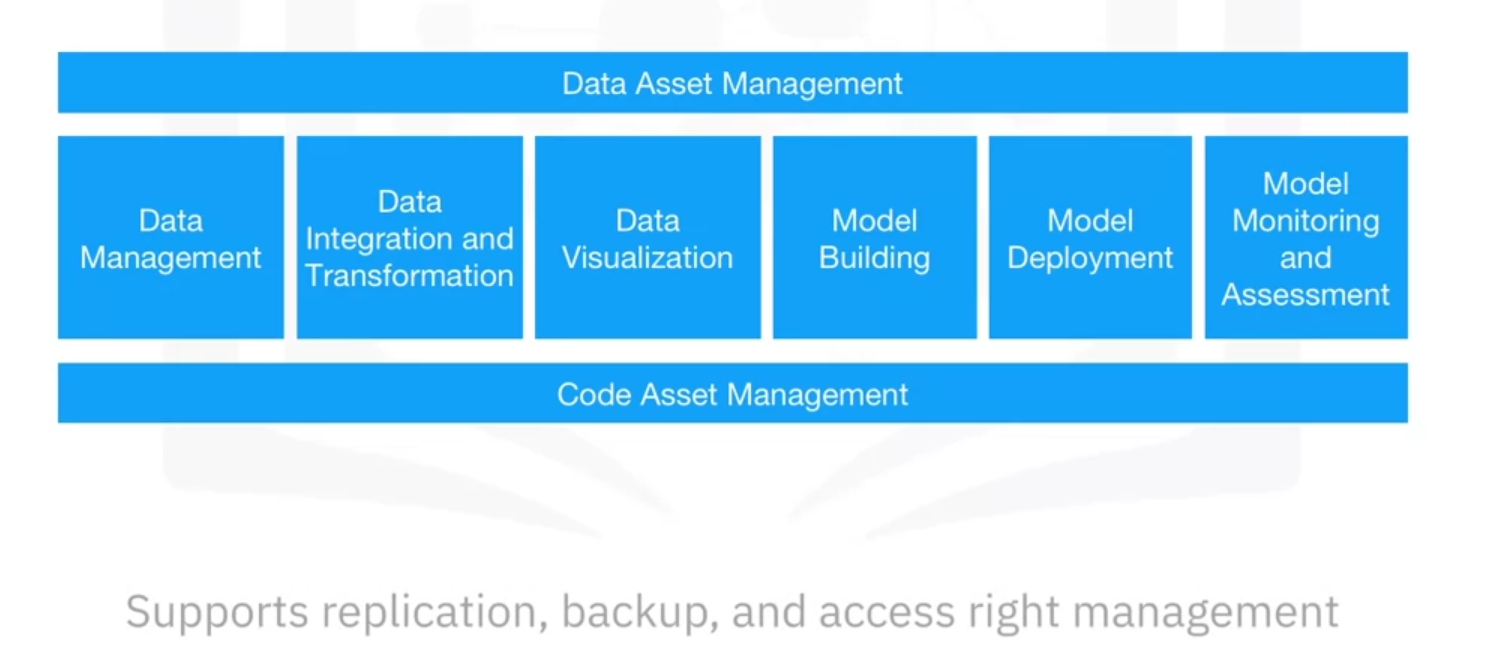 Data Asset Management
Data
Management
Data
Integration and
Transformation
Data
Visualization
Model
Building
Model
Deployment
Model
Monitoring
and
Assessment
Code Asset Management
Supports replication, backup, and access right management